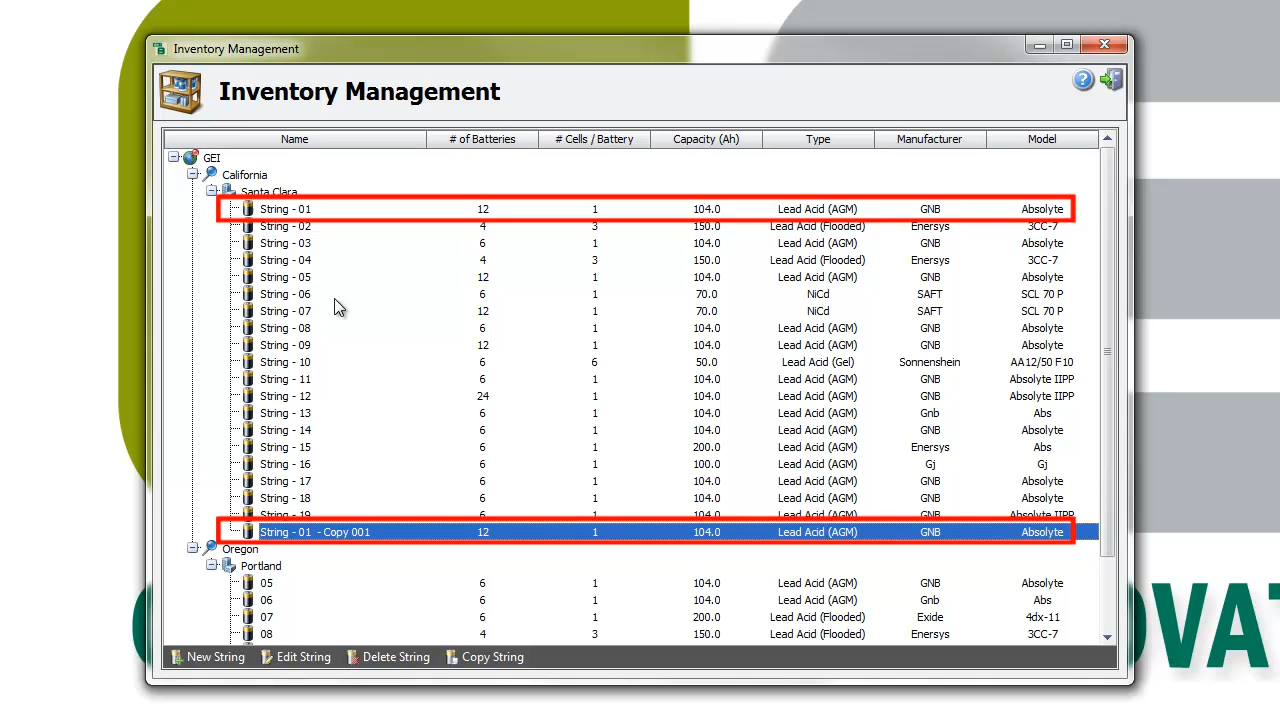 Inventory Management
Inventory Management
Name # of Batteries # Cells / Battery Capacity (Ah) Type Manufacturer Model
GEI
California
Santa Clara
String - 01 12 1 104.0 Lead Acid (AGM) GNB Absolyte
String - 02 4 3 150.0 Lead Acid (Flooded) Enersys 3CC-7
String - 03 6 1 104.0 Lead Acid (AGM) GNB Absolyte
String - 04 4 3 150.0 Lead Acid (Flooded) Enersys 3CC-7
String - 05 12 1 104.0 Lead Acid (AGM) GNB Absolyte
String - 06 6 1 70.0 NiCd SAFT SCL 70 P
String - 07 12 1 70.0 NiCd SAFT SCL 70 P
String - 08 6 1 104.0 Lead Acid (AGM) GNB Absolyte
String - 09 12 1 104.0 Lead Acid (AGM) GNB Absolyte
String - 10 6 6 50.0 Lead Acid (Gel) Sonnenshein AA12/50 F10
String - 11 6 1 104.0 Lead Acid (AGM) GNB Absolyte IIPP
String - 12 24 1 104.0 Lead Acid (AGM) GNB Absolyte IIPP
String - 13 6 1 104.0 Lead Acid (AGM) Gnb Abs
String - 14 6 1 104.0 Lead Acid (AGM) GNB Absolyte
String - 15 6 1 200.0 Lead Acid (AGM) Enersys Abs
String - 16 6 1 100.0 Lead Acid (AGM) Gj Gj
String - 17 6 1 104.0 Lead Acid (AGM) GNB Absolyte
String - 18 6 1 104.0 Lead Acid (AGM) GNB Absolyte
String - 19 6 1 104.0 Lead Acid (AGM) GNB Absolyte IIPP
String - 01 - Copy 001 12 1 104.0 Lead Acid (AGM) GNB Absolyte
Oregon
Portland
05 6 1 104.0 Lead Acid (AGM) GNB Absolyte
06 6 1 104.0 Lead Acid (AGM) Gnb Abs
07 6 1 200.0 Lead Acid (Flooded) Exide 4dx-11
08 4 3 150.0 Lead Acid (Flooded) Enersys 3CC-7
New String Edit String Delete String Copy String